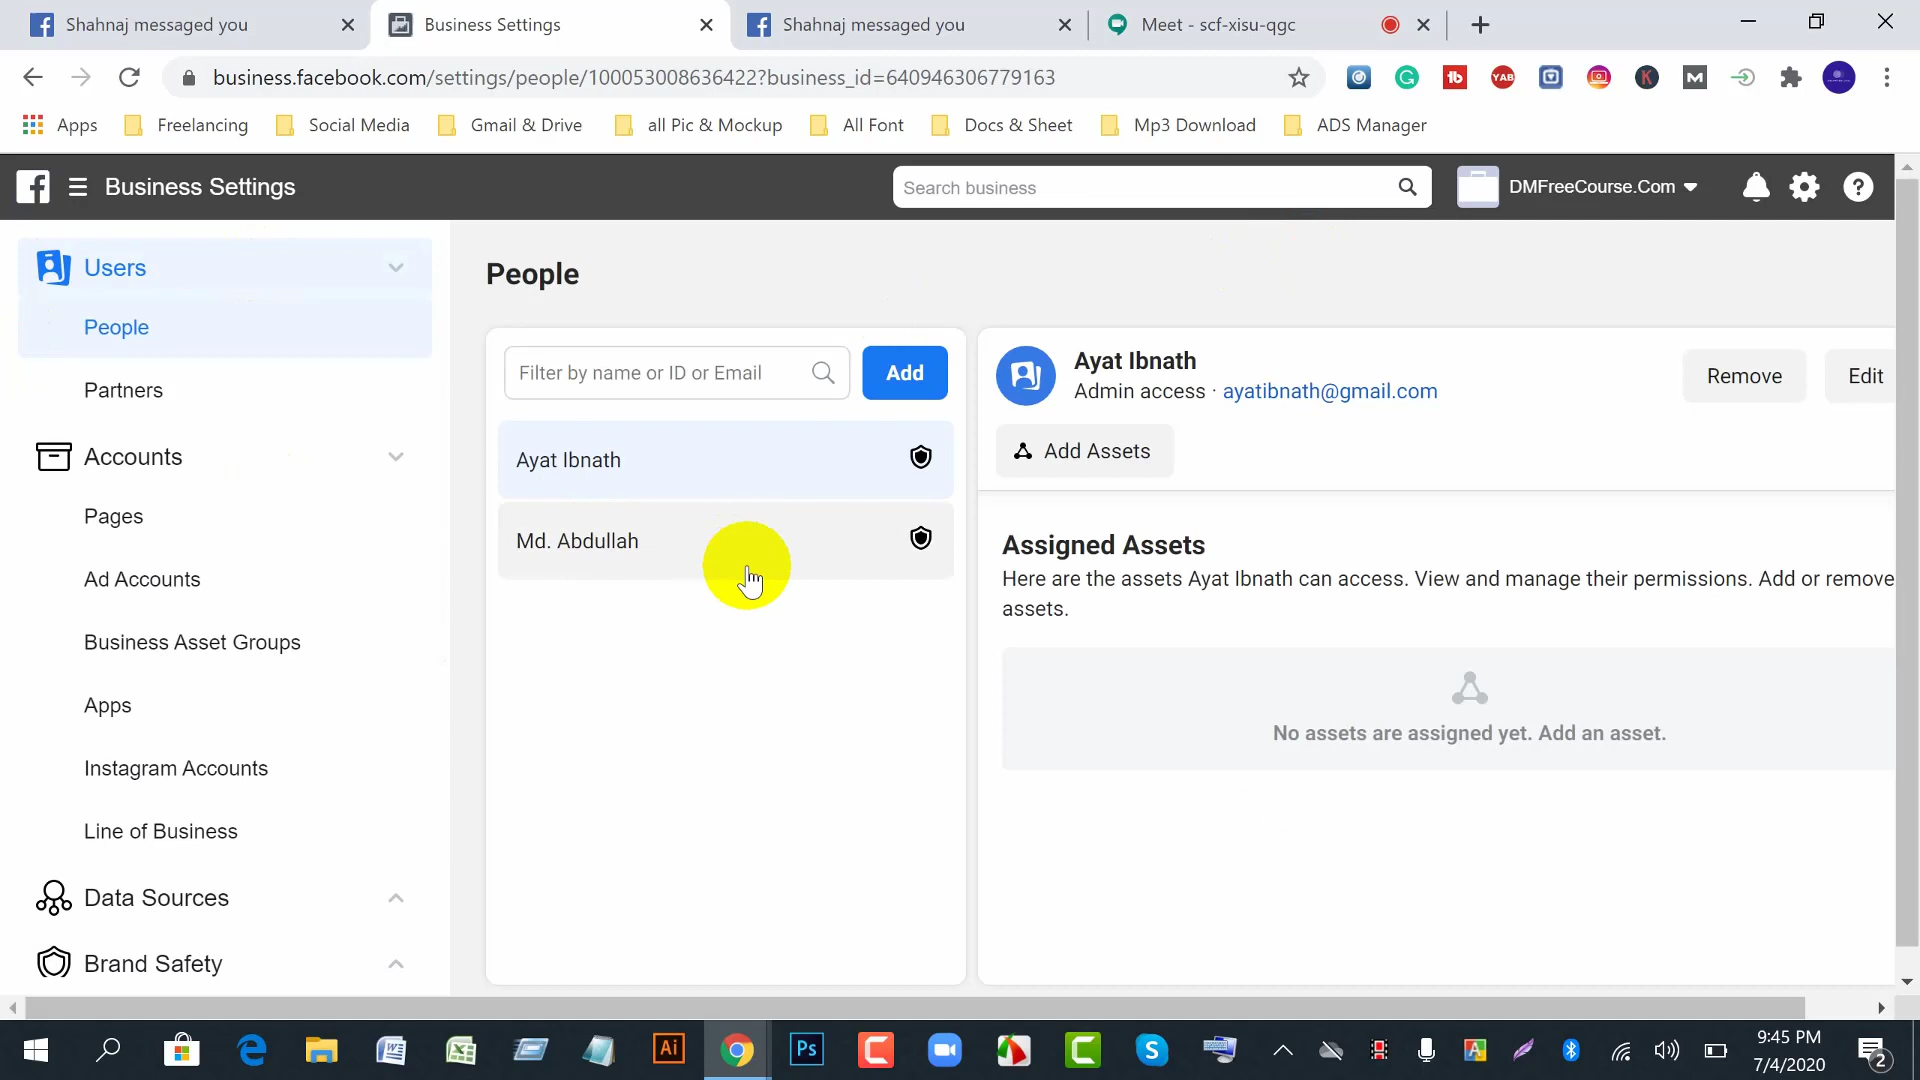 Shahnaj messaged you
Business Settings
Shahnaj messaged you
Meet - scf-xisu-qgc
business.facebook.com/settings/people/100053008636422?business_id=640946306779163
Apps
Freelancing
Social Media
Gmail & Drive
all Pic & Mockup
All Font
Docs & Sheet
Mp3 Download
ADS Manager
Business Settings
Search business
DMFreeCourse.Com
Users
People
Partners
Accounts
Pages
Ad Accounts
Business Asset Groups
Apps
Instagram Accounts
Line of Business
Data Sources
Brand Safety
People
Filter by name or ID or Email
Add
Ayat Ibnath
Md. Abdullah
Ayat Ibnath
Admin access · ayatibnath@gmail.com
Remove
Edit
Add Assets
Assigned Assets
Here are the assets Ayat Ibnath can access. View and manage their permissions. Add or remove
assets.
No assets are assigned yet. Add an asset.
9:45 PM
7/4/2020
2